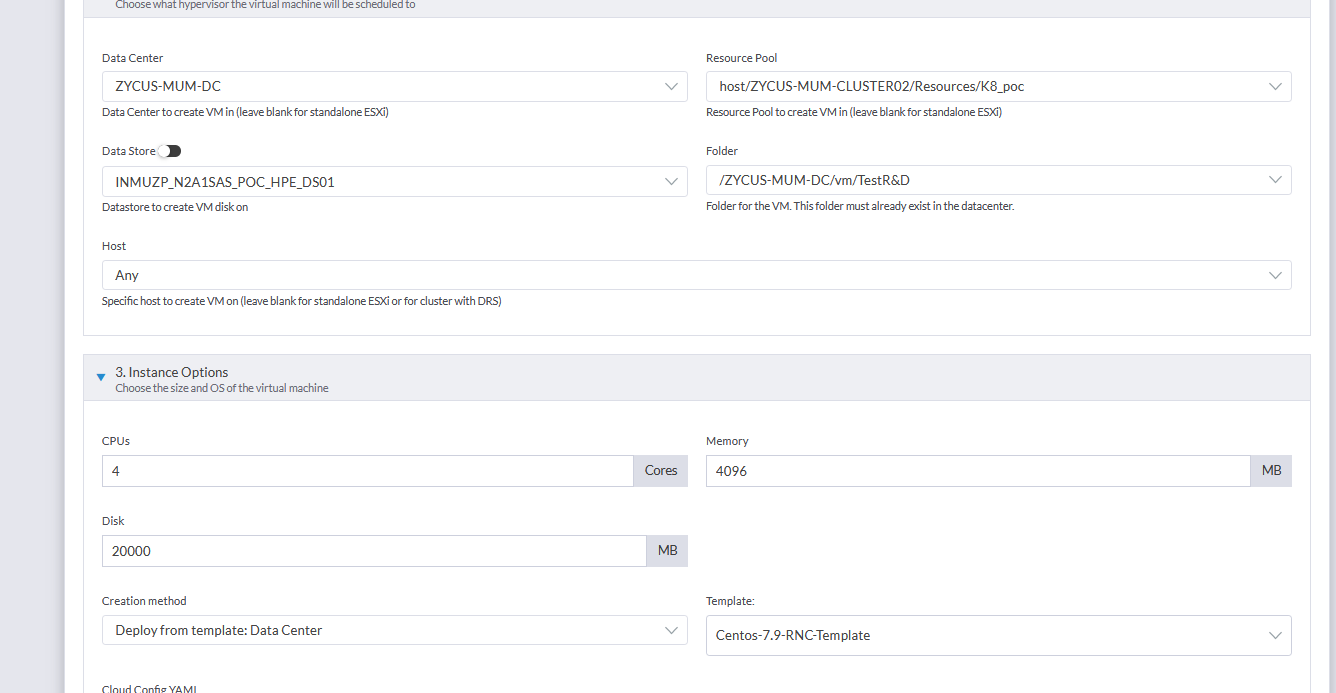 Choose what hypervisor the virtual machine will be scheduled to
Data Center
Resource Pool
ZYCUS-MUM-DC
host/ZYCUS-MUM-CLUSTER02/Resources/K8_poc
Data Center to create VM in (leave blank for standalone ESXi)
Resource Pool to create VM in (leave blank for standalone ESXi)
Data Store
Folder
INMUZP_N2A1SAS_POC_HPE_DS01
/ZYCUS-MUM-DC/vm/TestR&D
Datastore to create VM disk on
Folder for the VM. This folder must already exist in the datacenter.
Host
Any
Specific host to create VM on (leave blank for standalone ESXi or for cluster with DRS)
3. Instance Options
Choose the size and OS of the virtual machine
CPUs
Memory
4 Cores
4096 MB
Disk
20000 MB
Creation method
Template:
Deploy from template: Data Center
Centos-7.9-RNC-Template
Cloud Config YAML